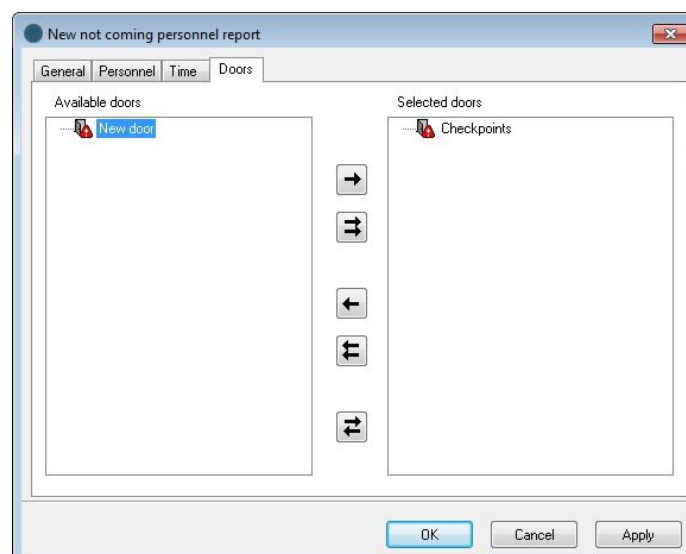 New not coming personnel report
General Personnel Time Doors
Available doors Selected doors
New door Checkpoints
OK Cancel Apply